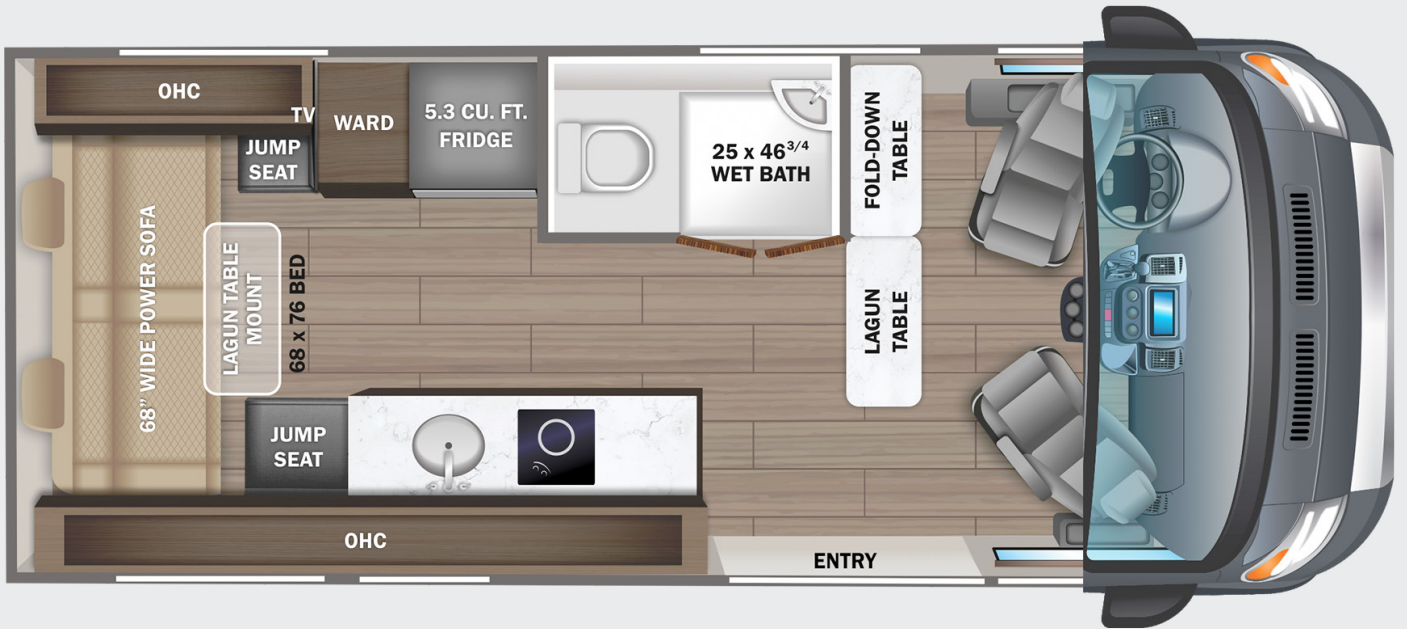 OHC
TV
JUMP
SEAT
WARD
5.3 CU. FT.
FRIDGE
25 x 46 3/4
WET BATH
FOLD-DOWN
TABLE
68" WIDE POWER SOFA
LAGUN TABLE
MOUNT
68 x 76 BED
LAGUN
TABLE
JUMP
SEAT
OHC
ENTRY